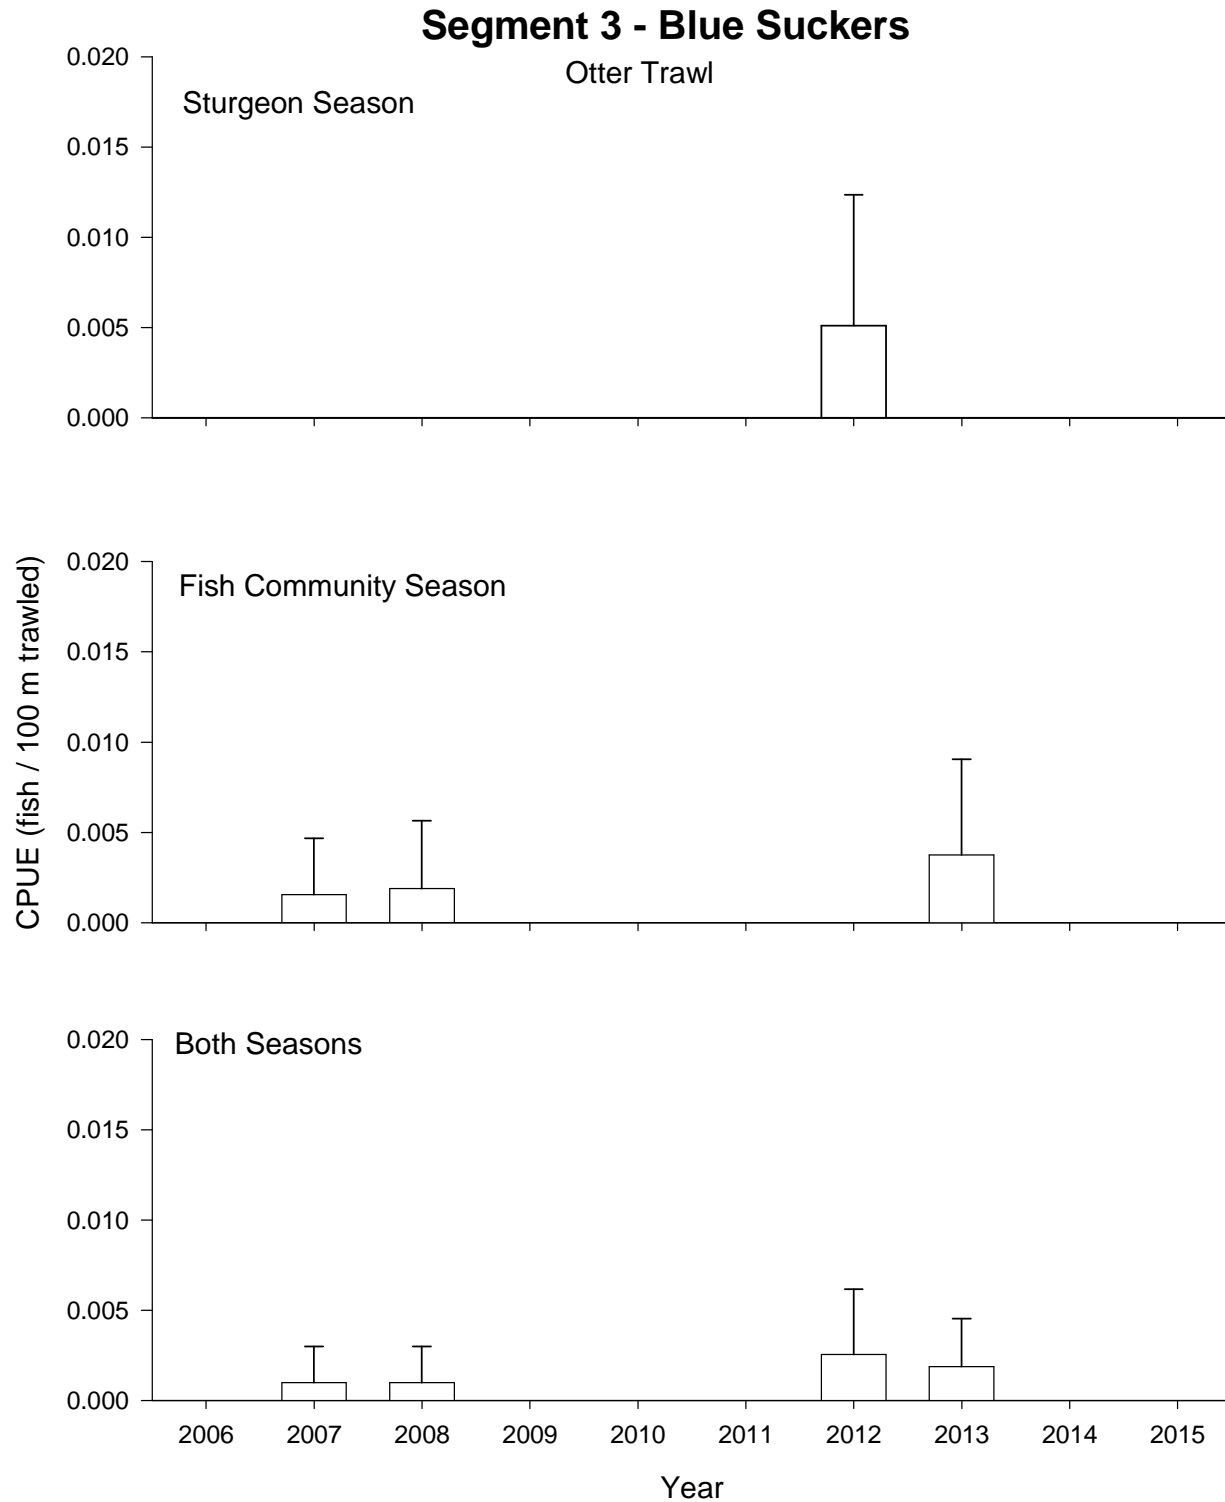 Segment 3 - Blue Suckers
Otter Trawl
Sturgeon Season
0.020
0.015
0.010
0.005
0.000
CPUE (fish / 100 m trawled)
Fish Community Season
0.020
0.015
0.010
0.005
0.000
Both Seasons
0.020
0.015
0.010
0.005
0.000
2006 2007 2008 2009 2010 2011 2012 2013 2014 2015
Year